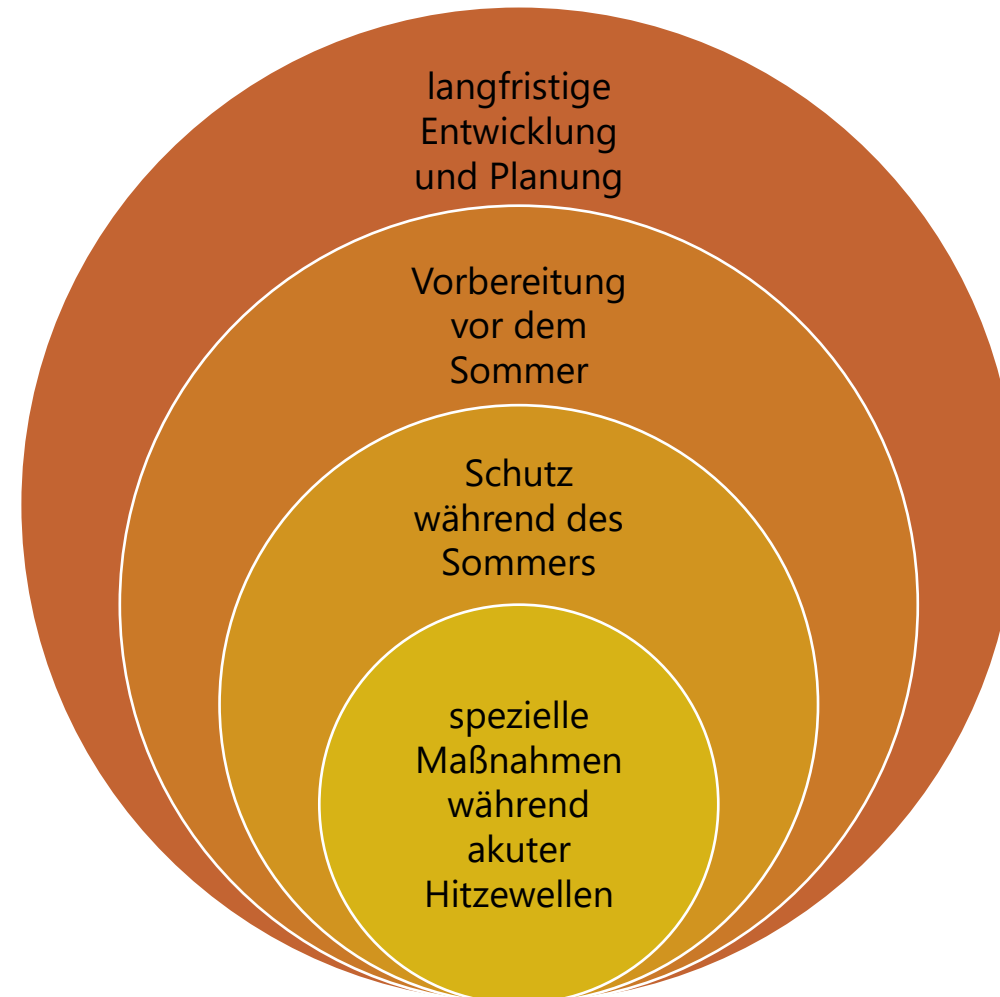 langfristige
Entwicklung
und Planung
Vorbereitung
vor dem
Sommer
Schutz
während des
Sommers
spezielle
Maßnahmen
während
akuter
Hitzewellen